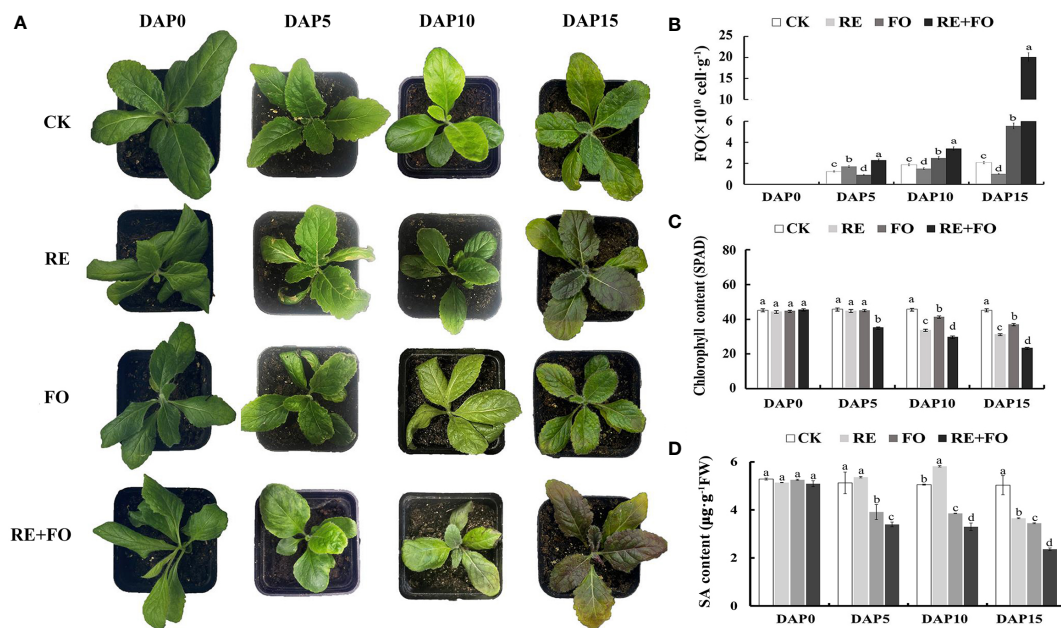 A
DAP0 DAP5 DAP10 DAP15
CK
RE
FO
RE+FO
B
CK RE FO RE+FO
FO(×10¹⁰ cell·g⁻¹)
25
20
15
10
6
4
2
0
c b d a
c d b a
c d b a
DAP0 DAP5 DAP10 DAP15
C
CK RE FO RE+FO
Chlorophyll content (SPAD)
80
60
40
20
0
a a a a
a a a b
a c b d
a c b d
DAP0 DAP5 DAP10 DAP15
D
CK RE FO RE+FO
SA content (μg·g⁻¹FW)
6
4
2
0
a a a a
a a b c
b a c d
a b c d
DAP0 DAP5 DAP10 DAP15